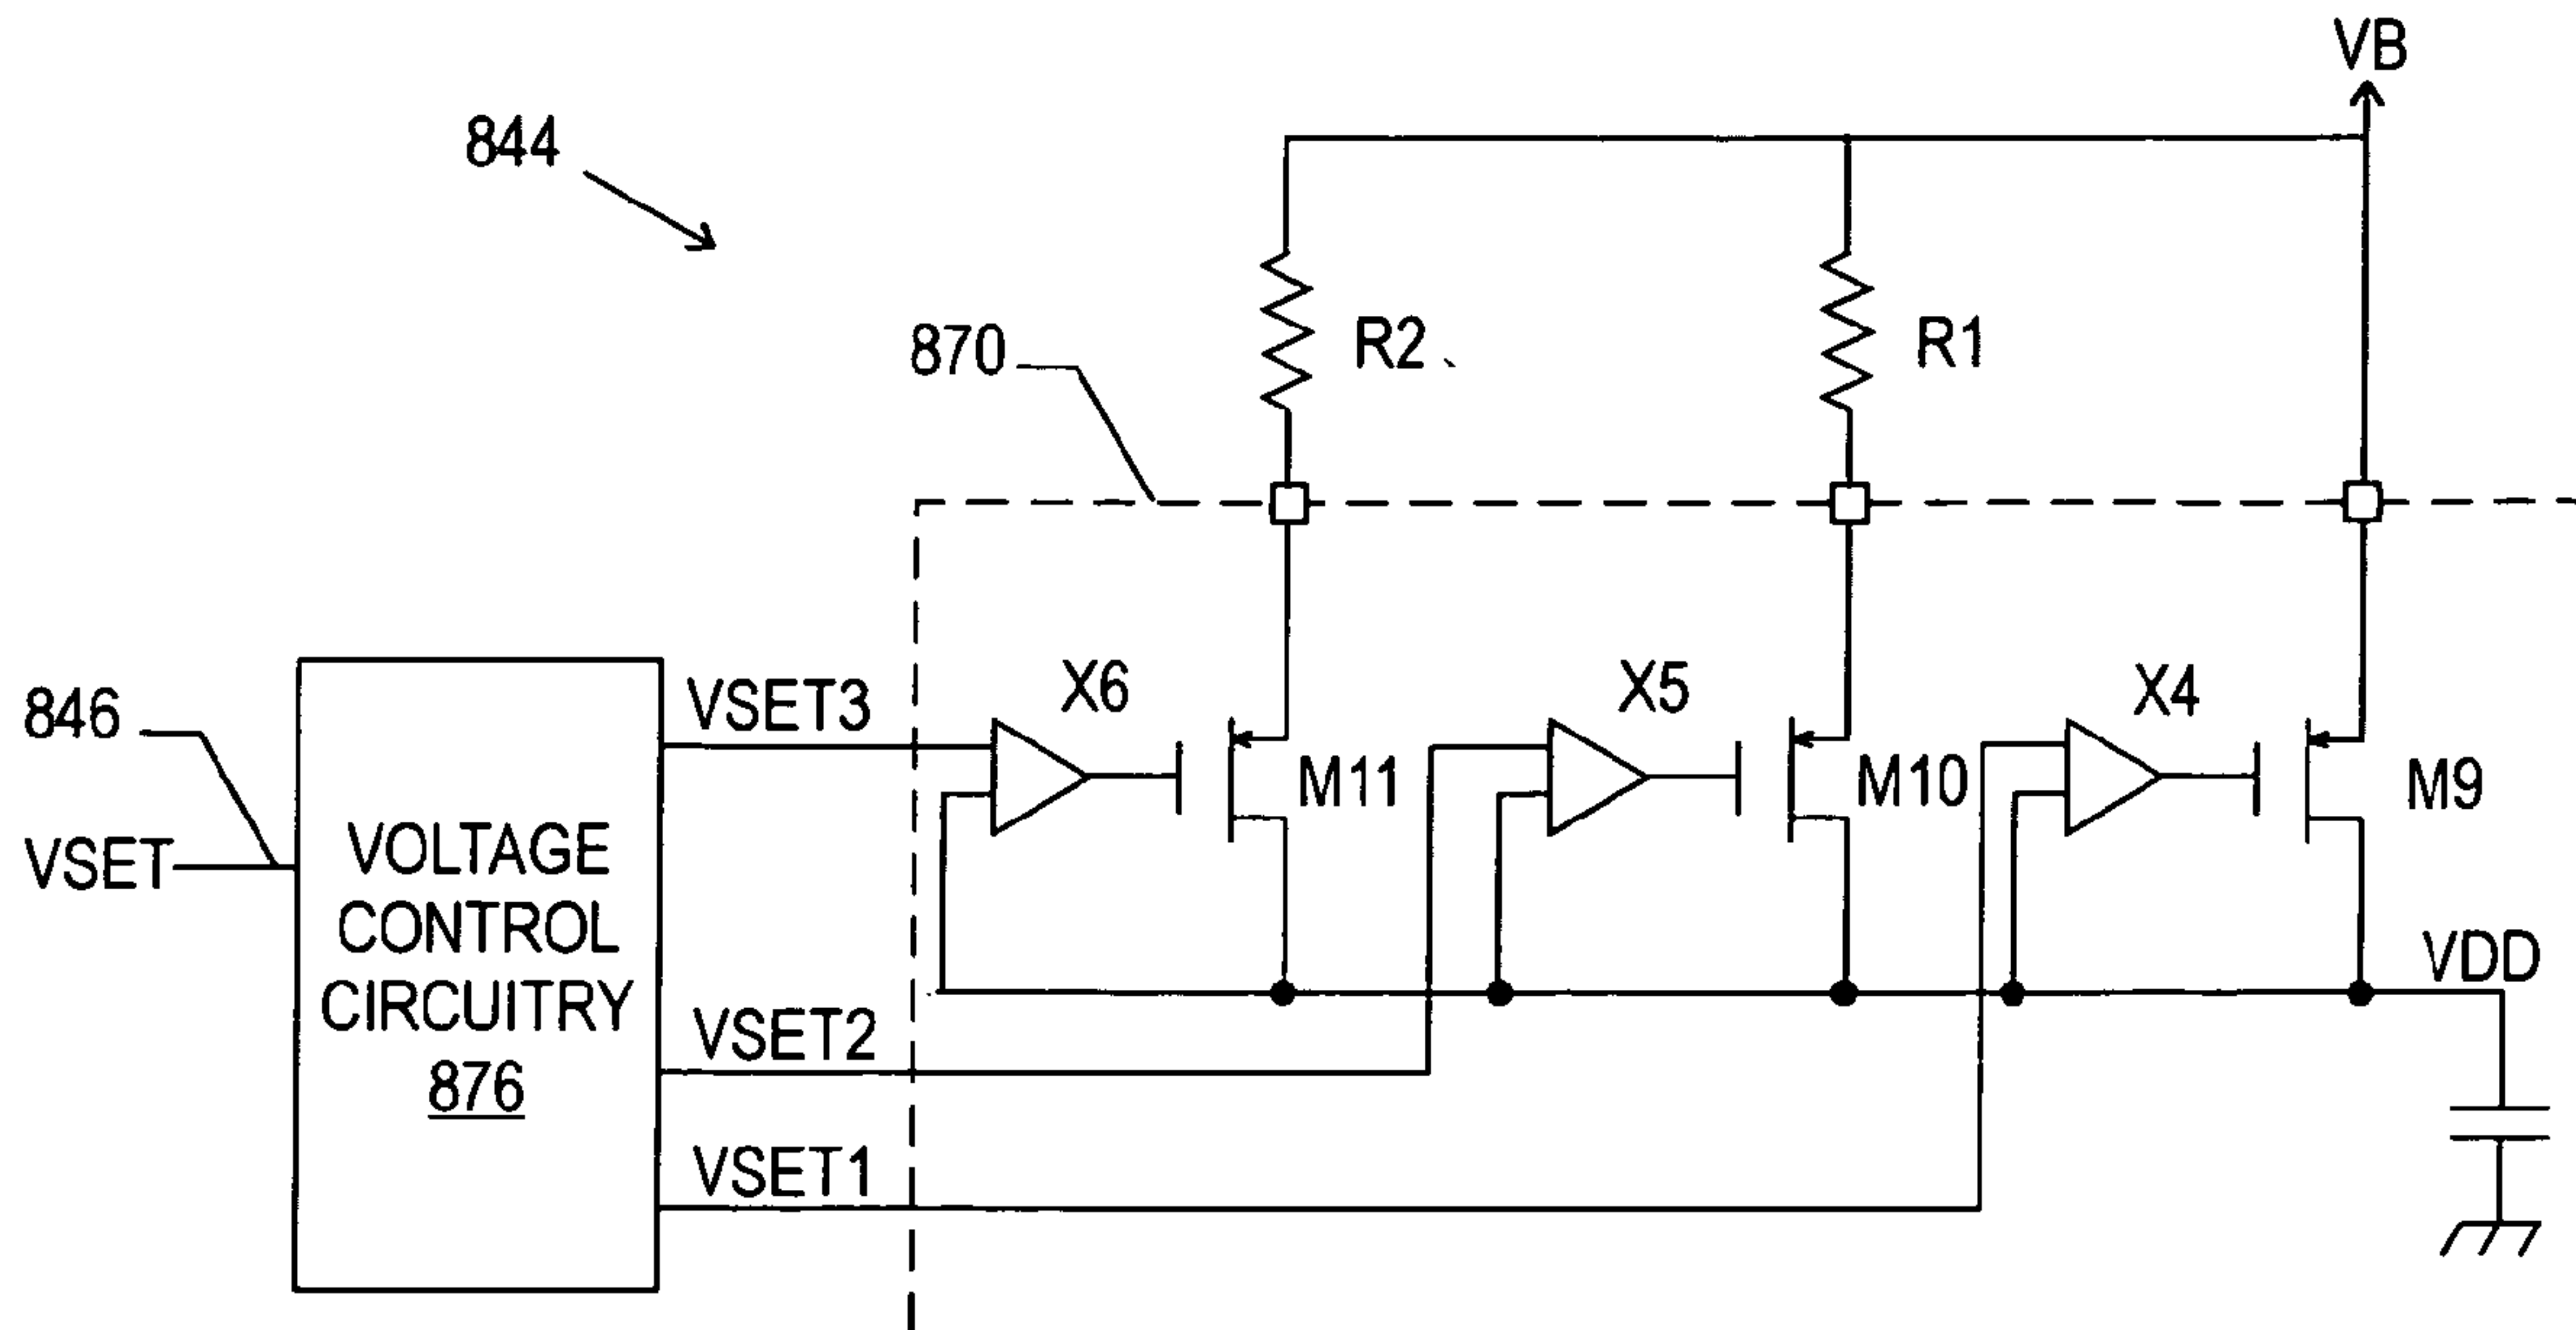 VB
844
870
R2
R1
846
VSET3
X6
X5
X4
M11
M10
M9
VSET
VOLTAGE
CONTROL
CIRCUITRY
876
VDD
VSET2
VSET1